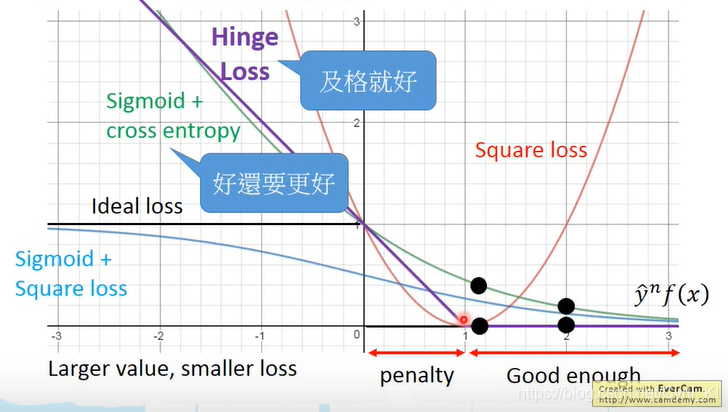 3
Hinge
Loss
及格就好
Sigmoid +
cross entropy
2
Square loss
好還要更好
Ideal loss
1
Sigmoid +
Square loss
ŷⁿf(x)
-3
-2
-1
0
1
2
3
Larger value, smaller loss
penalty
Good enough
Created with EverCam.
http://www.camdemy.com